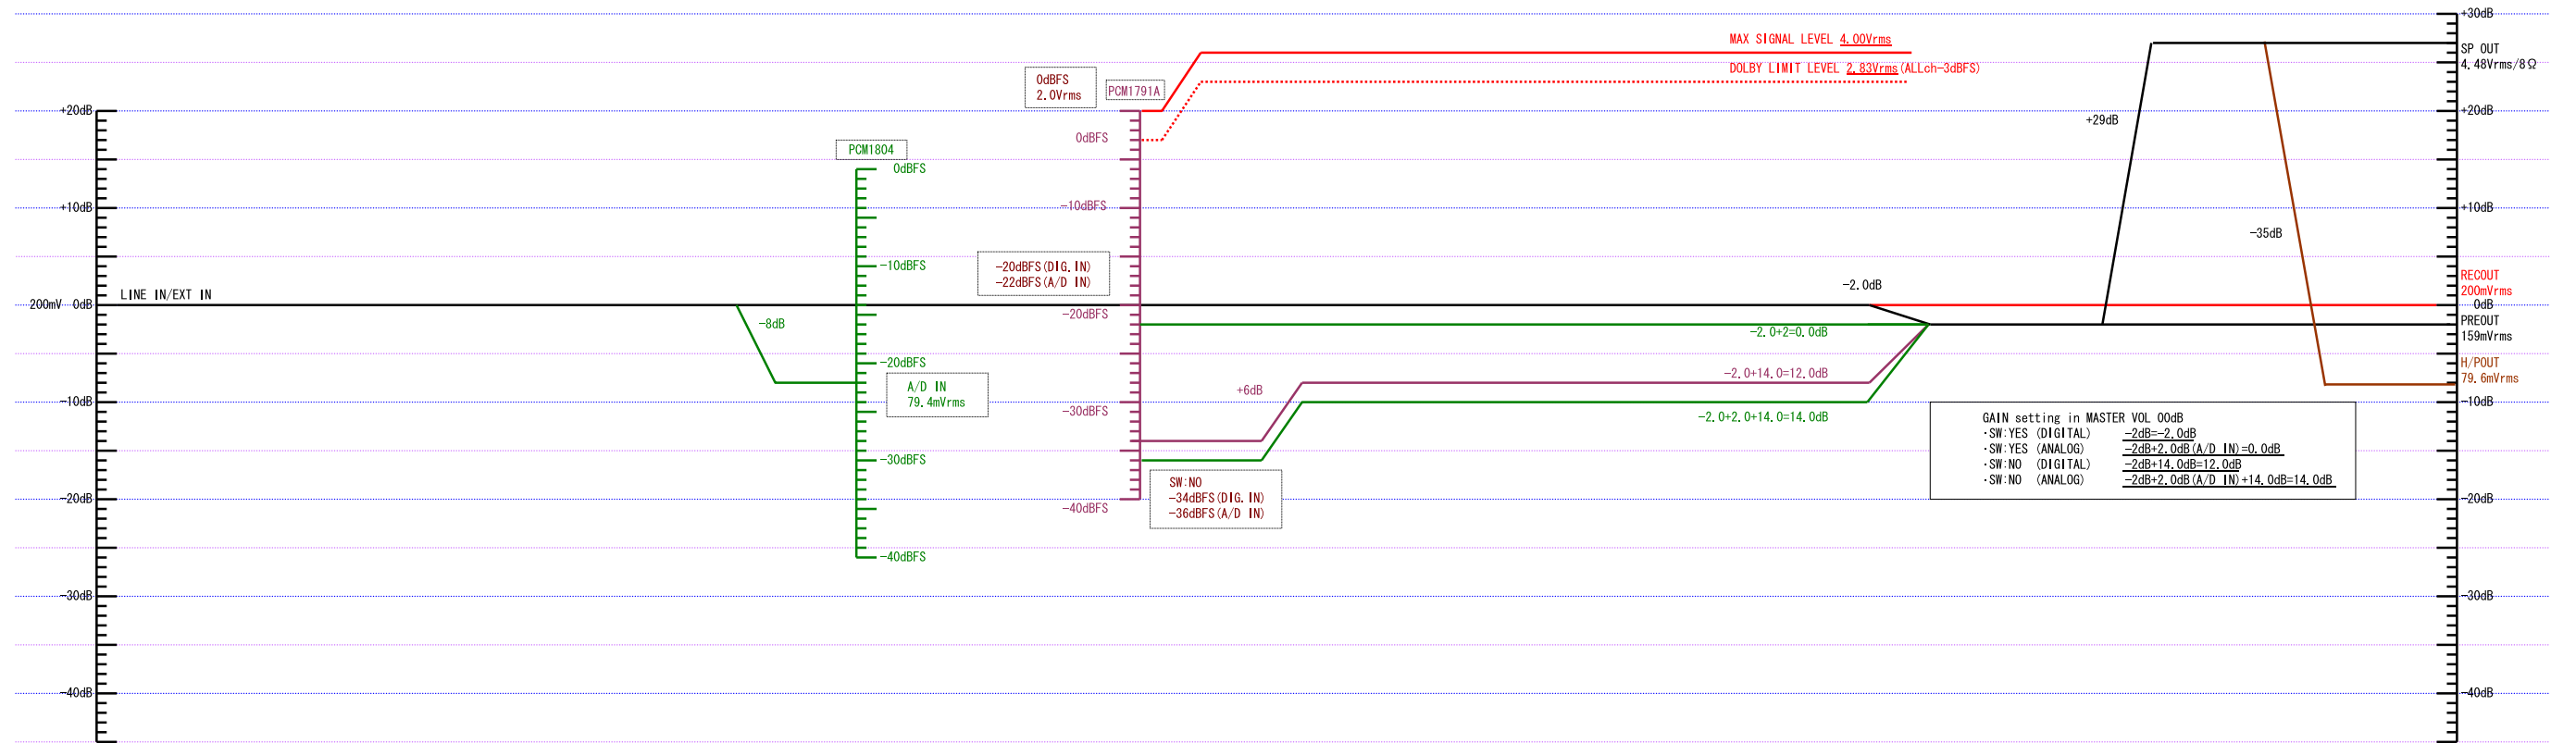 +30dB
MAX SIGNAL LEVEL 4.00Vrms
SP OUT
4.48Vrms/8Ω
DOLBY LIMIT LEVEL 2.83Vrms(ALLch-3dBFS)
0dBFS
2.0Vrms
PCM1791A
+20dB
+20dB
+29dB
0dBFS
PCM1804
0dBFS
+10dB
-10dBFS
+10dB
-35dB
-10dBFS
-20dBFS(DIG.IN)
-22dBFS(A/D IN)
RECOUT
200mVrms
-2.0dB
LINE IN/EXT IN
200mV 0dB
0dB
-20dBFS
-8dB
PREOUT
159mVrms
-2.0+2=0.0dB
-20dBFS
H/POUT
79.6mVrms
-2.0+14.0=12.0dB
A/D IN
79.4mVrms
+6dB
-10dB
-10dB
-30dBFS
-2.0+2.0+14.0=14.0dB
GAIN setting in MASTER VOL 00dB
・SW:YES (DIGITAL) -2dB=-2.0dB
・SW:YES (ANALOG) -2dB+2.0dB(A/D IN)=0.0dB
・SW:NO (DIGITAL) -2dB+14.0dB=12.0dB
・SW:NO (ANALOG) -2dB+2.0dB(A/D IN)+14.0dB=14.0dB
-30dBFS
SW:NO
-34dBFS(DIG.IN)
-36dBFS(A/D IN)
-20dB
-20dB
-40dBFS
-40dBFS
-30dB
-30dB
-40dB
-40dB